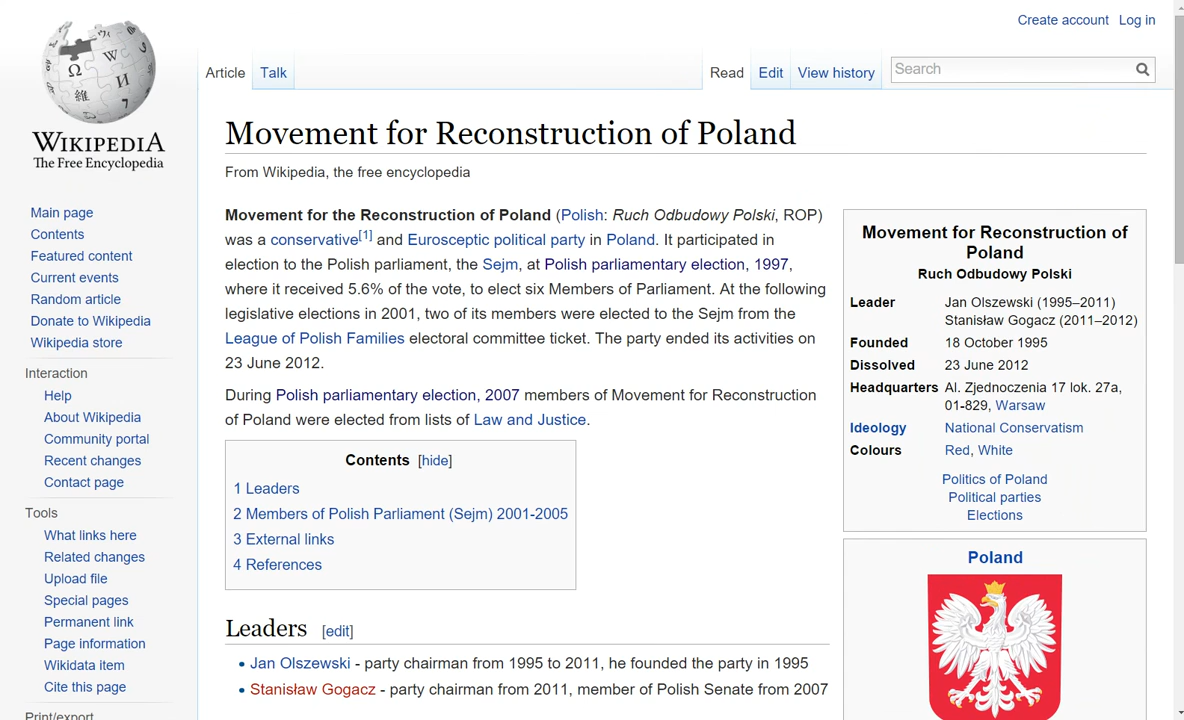 Create account Log in
Article Talk Read Edit View history Search
WIKIPEDIA
The Free Encyclopedia
Main page
Contents
Featured content
Current events
Random article
Donate to Wikipedia
Wikipedia store
Interaction
Help
About Wikipedia
Community portal
Recent changes
Contact page
Tools
What links here
Related changes
Upload file
Special pages
Permanent link
Page information
Wikidata item
Cite this page
Print/export
Movement for Reconstruction of Poland
From Wikipedia, the free encyclopedia
Movement for the Reconstruction of Poland (Polish: Ruch Odbudowy Polski, ROP)
was a conservative[1] and Eurosceptic political party in Poland. It participated in
election to the Polish parliament, the Sejm, at Polish parliamentary election, 1997,
where it received 5.6% of the vote, to elect six Members of Parliament. At the following
legislative elections in 2001, two of its members were elected to the Sejm from the
League of Polish Families electoral committee ticket. The party ended its activities on
23 June 2012.
During Polish parliamentary election, 2007 members of Movement for Reconstruction
of Poland were elected from lists of Law and Justice.
Contents [hide]
1 Leaders
2 Members of Polish Parliament (Sejm) 2001-2005
3 External links
4 References
Leaders [edit]
• Jan Olszewski - party chairman from 1995 to 2011, he founded the party in 1995
• Stanisław Gogacz - party chairman from 2011, member of Polish Senate from 2007
Movement for Reconstruction of
Poland
Ruch Odbudowy Polski
Leader Jan Olszewski (1995–2011)
Stanisław Gogacz (2011–2012)
Founded 18 October 1995
Dissolved 23 June 2012
Headquarters Al. Zjednoczenia 17 lok. 27a,
01-829, Warsaw
Ideology National Conservatism
Colours Red, White
Politics of Poland
Political parties
Elections
Poland